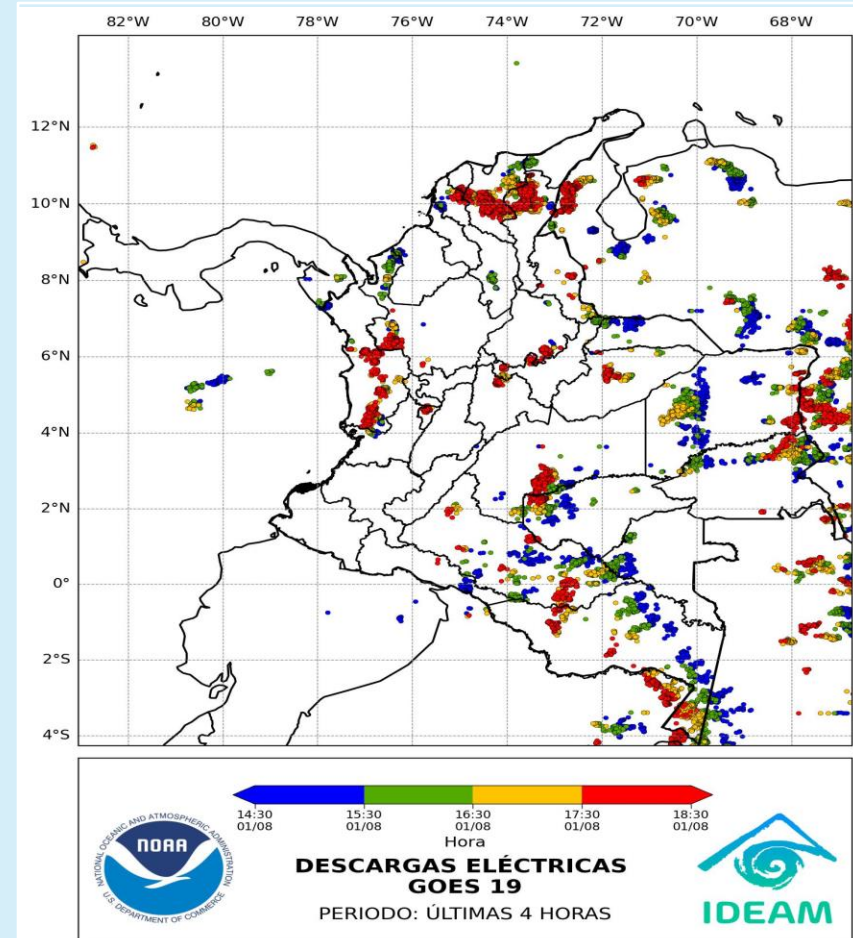 82°W 80°W 78°W 76°W 74°W 72°W 70°W 68°W
12°N
10°N
8°N
6°N
4°N
2°N
0°
2°S
4°S
14:30 15:30 16:30 17:30 18:30
01/08 01/08 01/08 01/08 01/08
Hora
DESCARGAS ELÉCTRICAS
GOES 19
PERIODO: ÚLTIMAS 4 HORAS
NATIONAL OCEANIC AND ATMOSPHERIC ADMINISTRATION
NOAA
U.S. DEPARTMENT OF COMMERCE
IDEAM